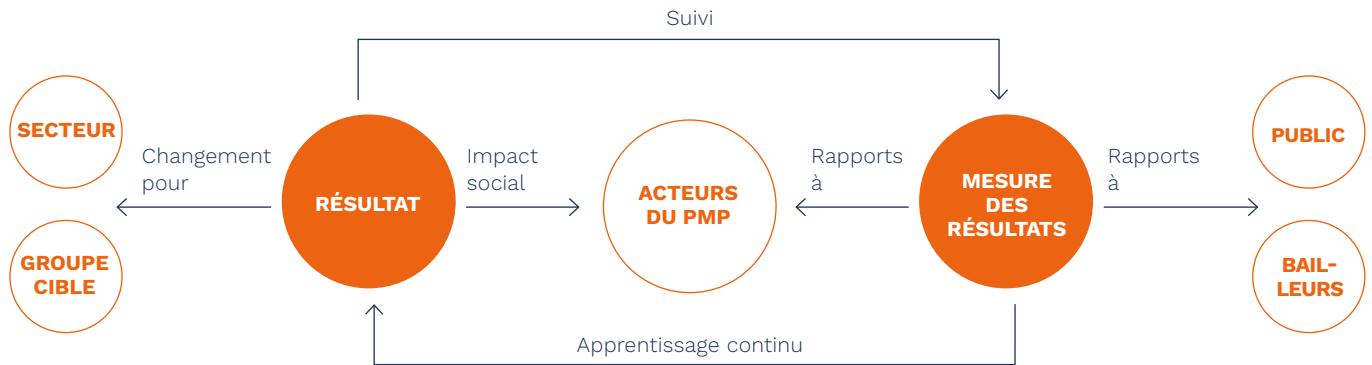 Suivi
SECTEUR
GROUPE
CIBLE
Changement
pour
RÉSULTAT
Impact
social
ACTEURS
DU PMP
Rapports
à
MESURE
DES
RÉSULTATS
Rapports
à
PUBLIC
BAIL-
LEURS
Apprentissage continu